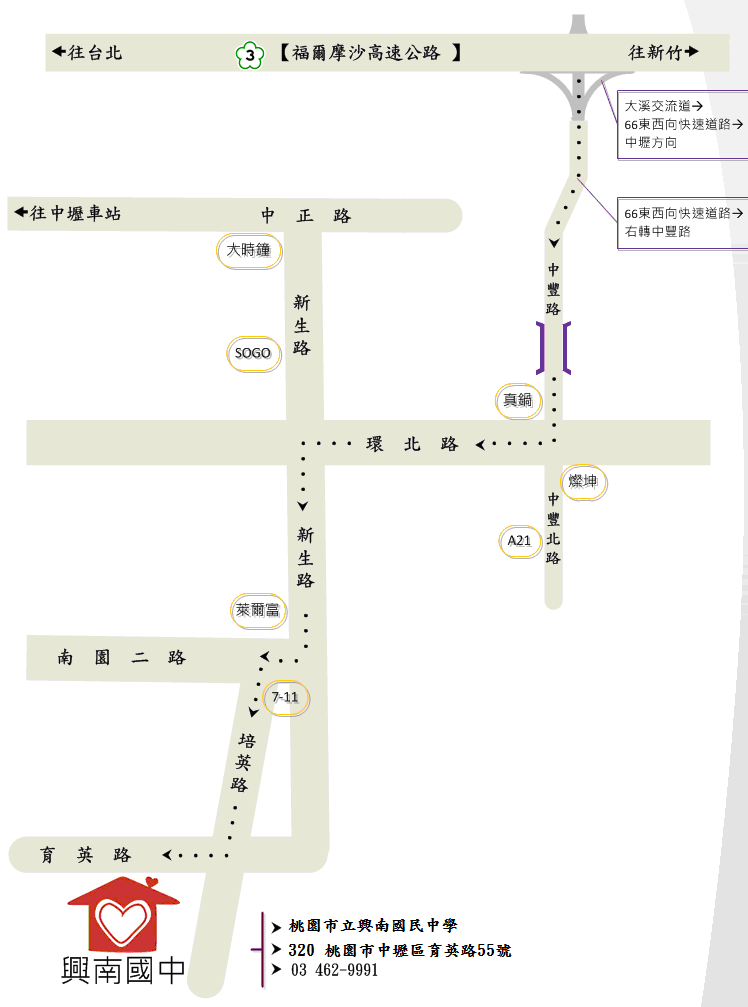 🡸往台北
3
【福爾摩沙高速公路 】
往新竹🡺
大溪交流道→
66東西向快速道路→
中壢方向
🡸往中壢車站
中 正 路
66東西向快速道路→
右轉中豐路
大時鐘
新生路
SOGO
中豐路
真鍋
環 北 路
燦坤
中豐北路
A21
新生路
萊爾富
南 園 二 路
7-11
培英路
育 英 路
興南國中
桃園市立興南國民中學
320 桃園市中壢區育英路55號
03 462-9991